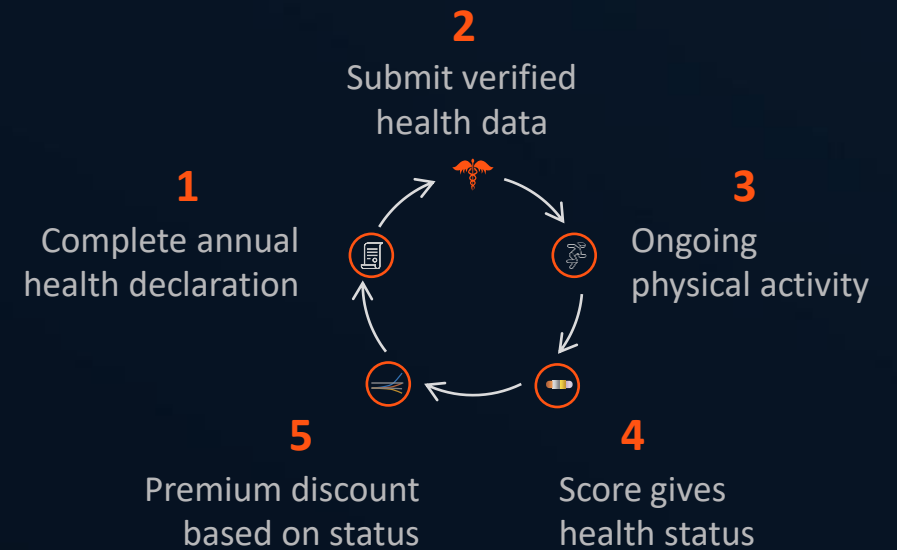 1
Complete annual
health declaration
2
Submit verified
health data
3
Ongoing
physical activity
4
Score gives
health status
5
Premium discount
based on status